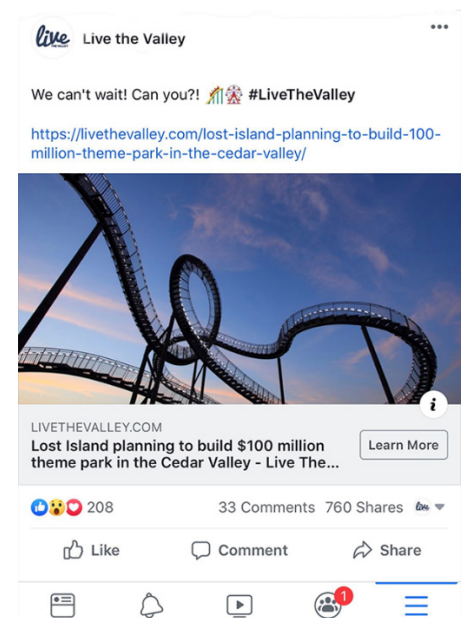 live
Live the Valley
We can't wait! Can you?! 🎢🎡 #LiveTheValley
https://livethevalley.com/lost-island-planning-to-build-100-
million-theme-park-in-the-cedar-valley/
i
LIVETHEVALLEY.COM
Lost Island planning to build $100 million
theme park in the Cedar Valley - Live The...
Learn More
208
33 Comments 760 Shares live
Like Comment Share
1